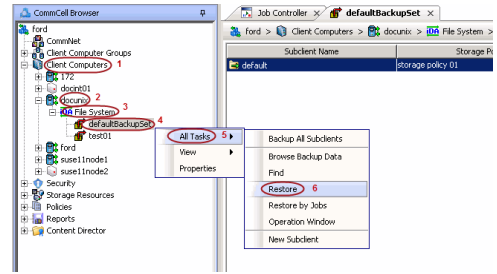 CommCell Browser
ford
CommNet
Client Computer Groups
Client Computers 1
172
docint01
docunix 2
File System 3
defaultBackupSet 4
test01
ford
suse11node1
suse11node2
Security
Storage Resources
Policies
Reports
Content Director
Job Controller
defaultBackupSet
ford > Client Computers > docunix > iDA File System >
Subclient Name
Storage Po
default
storage policy 01
All Tasks 5
View
Properties
Backup All Subclients
Browse Backup Data
Find
Restore 6
Restore by Jobs
Operation Window
New Subclient